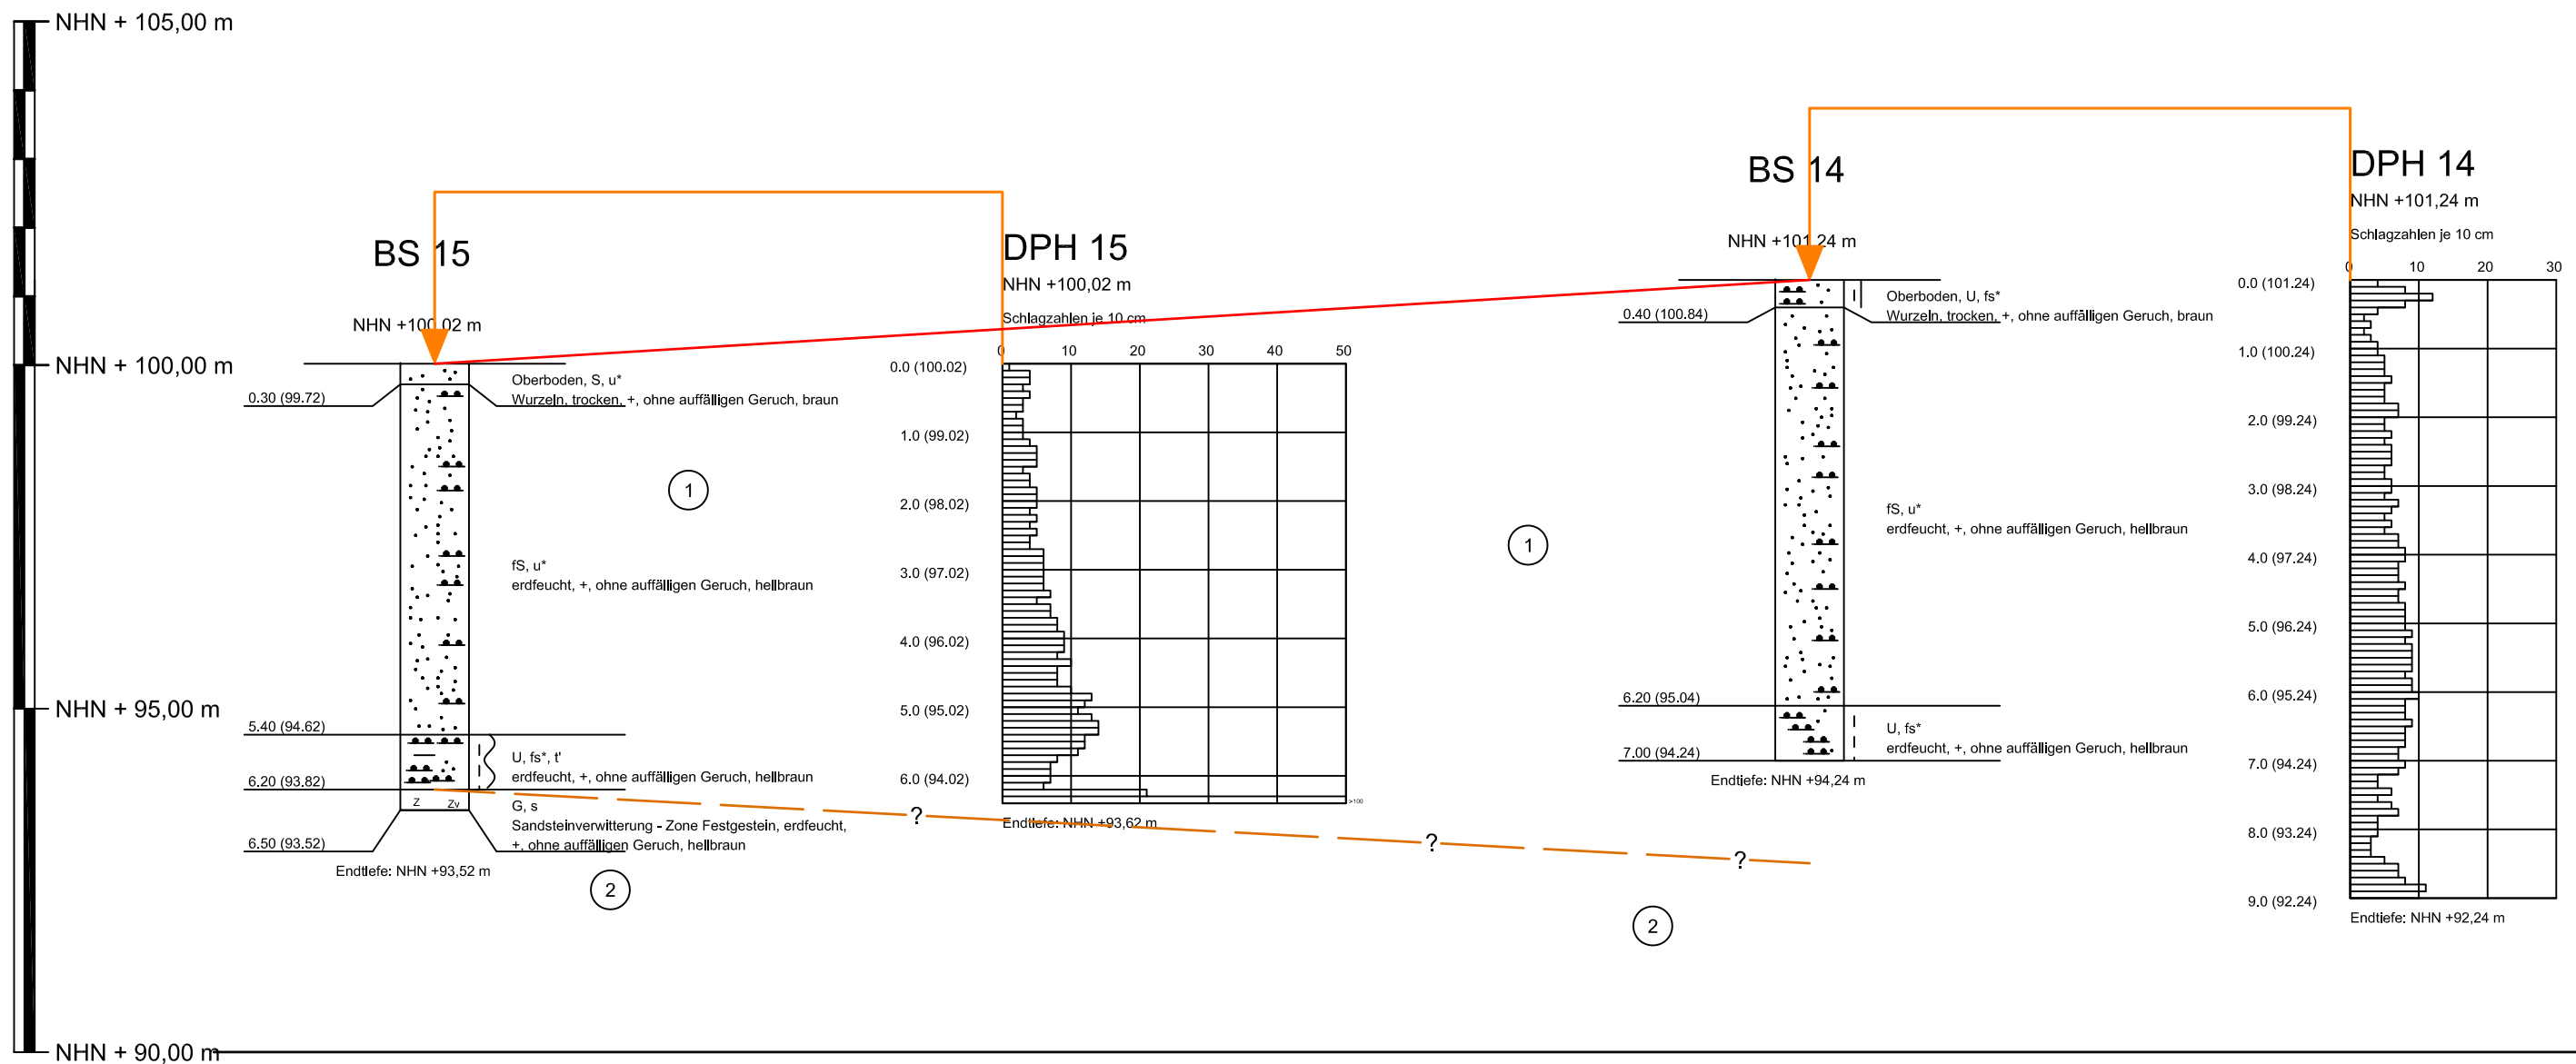 NHN + 105,00 m
NHN + 100,00 m
NHN + 95,00 m
NHN + 90,00 m
BS 15
NHN +100,02 m
0.30 (99.72)
Oberboden, S, u*
Wurzeln, trocken, +, ohne auffälligen Geruch, braun
1
fS, u*
erdfeucht, +, ohne auffälligen Geruch, hellbraun
5.40 (94.62)
U, fs*, t'
erdfeucht, +, ohne auffälligen Geruch, hellbraun
6.20 (93.82)
Z Zv
G, s
Sandsteinverwitterung - Zone Festgestein, erdfeucht,
+, ohne auffälligen Geruch, hellbraun
6.50 (93.52)
Endtiefe: NHN +93,52 m
2
DPH 15
NHN +100,02 m
Schlagzahlen je 10 cm
0 10 20 30 40 50
0.0 (100.02)
1.0 (99.02)
2.0 (98.02)
3.0 (97.02)
4.0 (96.02)
5.0 (95.02)
6.0 (94.02)
>100
Endtiefe: NHN +93,62 m
? ? ?
BS 14
NHN +101,24 m
0.40 (100.84)
Oberboden, U, fs*
Wurzeln, trocken, +, ohne auffälligen Geruch, braun
1
fS, u*
erdfeucht, +, ohne auffälligen Geruch, hellbraun
6.20 (95.04)
U, fs*
erdfeucht, +, ohne auffälligen Geruch, hellbraun
7.00 (94.24)
Endtiefe: NHN +94,24 m
2
DPH 14
NHN +101,24 m
Schlagzahlen je 10 cm
0 10 20 30
0.0 (101.24)
1.0 (100.24)
2.0 (99.24)
3.0 (98.24)
4.0 (97.24)
5.0 (96.24)
6.0 (95.24)
7.0 (94.24)
8.0 (93.24)
9.0 (92.24)
Endtiefe: NHN +92,24 m